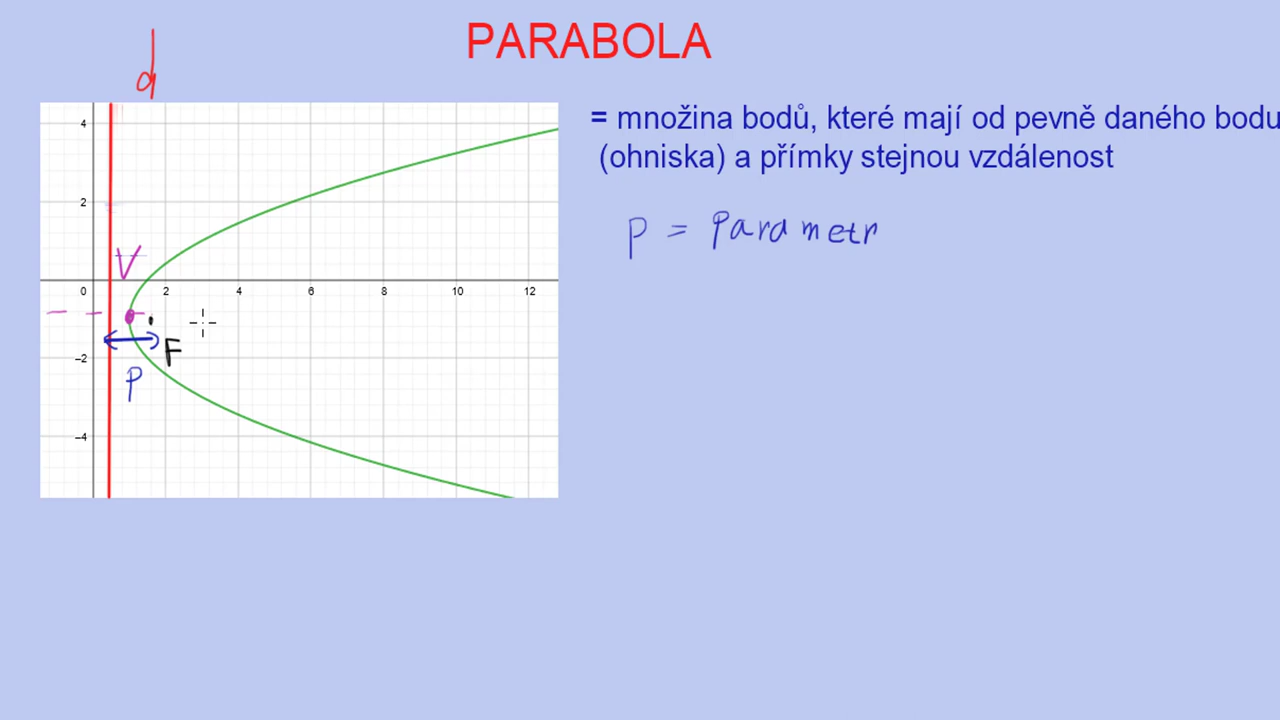 PARABOLA
d
= množina bodů, které mají od pevně daného bodu
(ohniska) a přímky stejnou vzdálenost
p = parametr
4
2
V
0 2 4 6 8 10 12
F
-2
p
-4